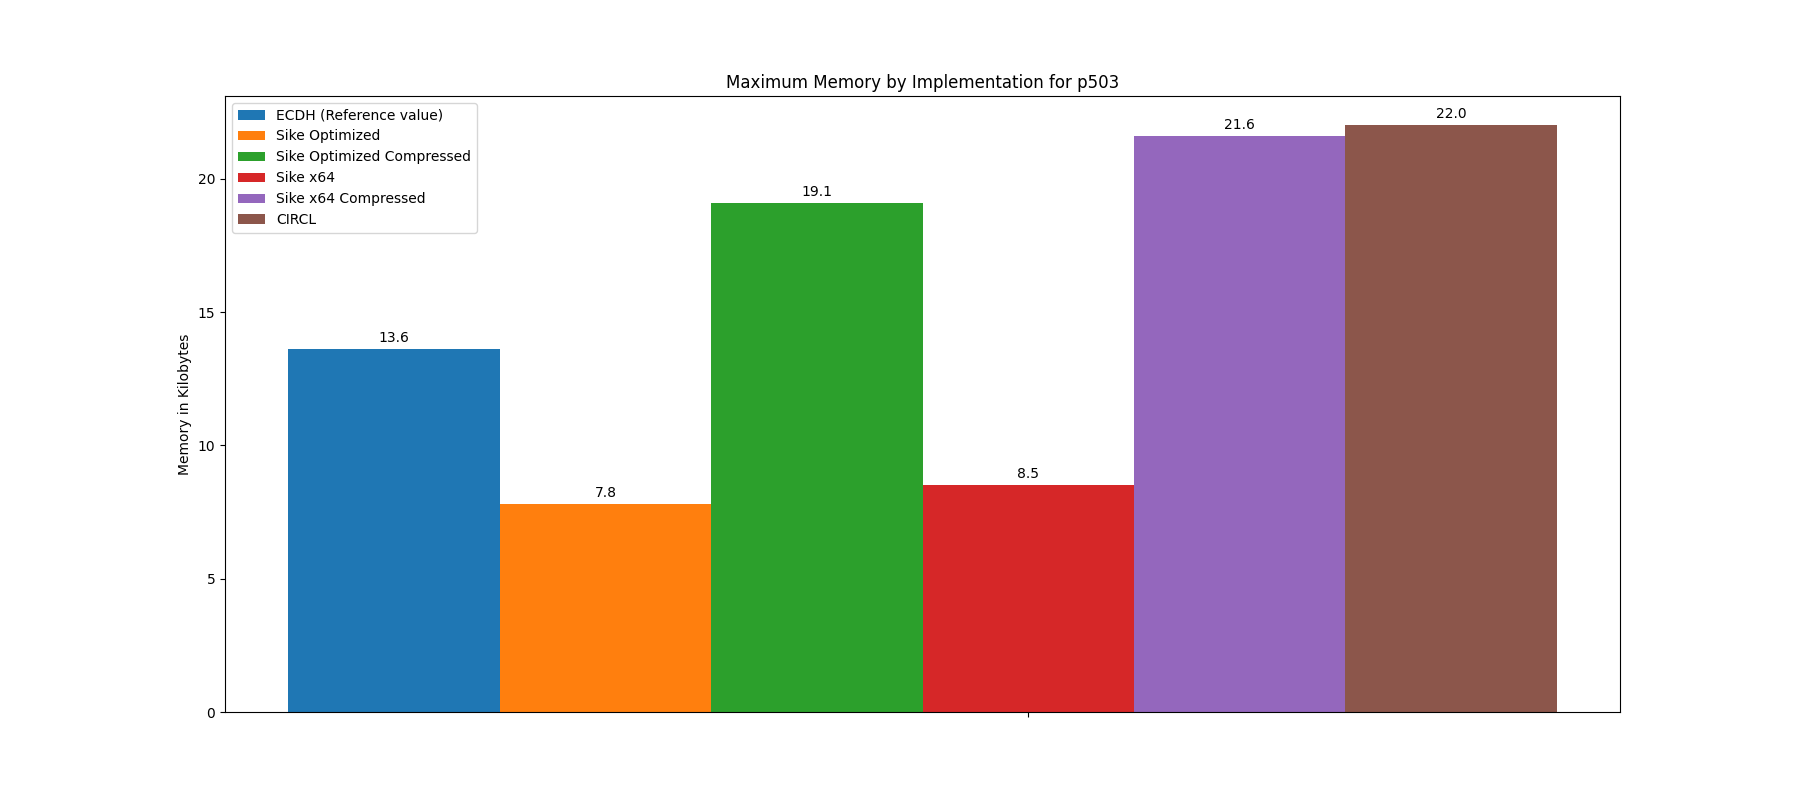 Maximum Memory by Implementation for p503
ECDH (Reference value)
Sike Optimized
Sike Optimized Compressed
Sike x64
Sike x64 Compressed
CIRCL
Memory in Kilobytes
20
15
10
5
0
13.6
7.8
19.1
8.5
21.6
22.0